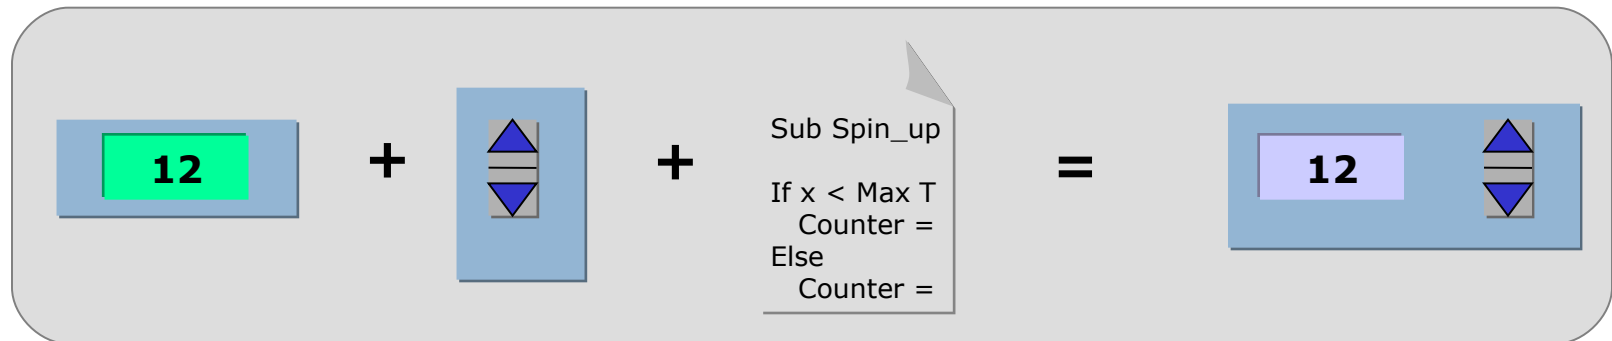 12
+
+
Sub Spin_up
If x < Max T
Counter =
Else
Counter =
=
12